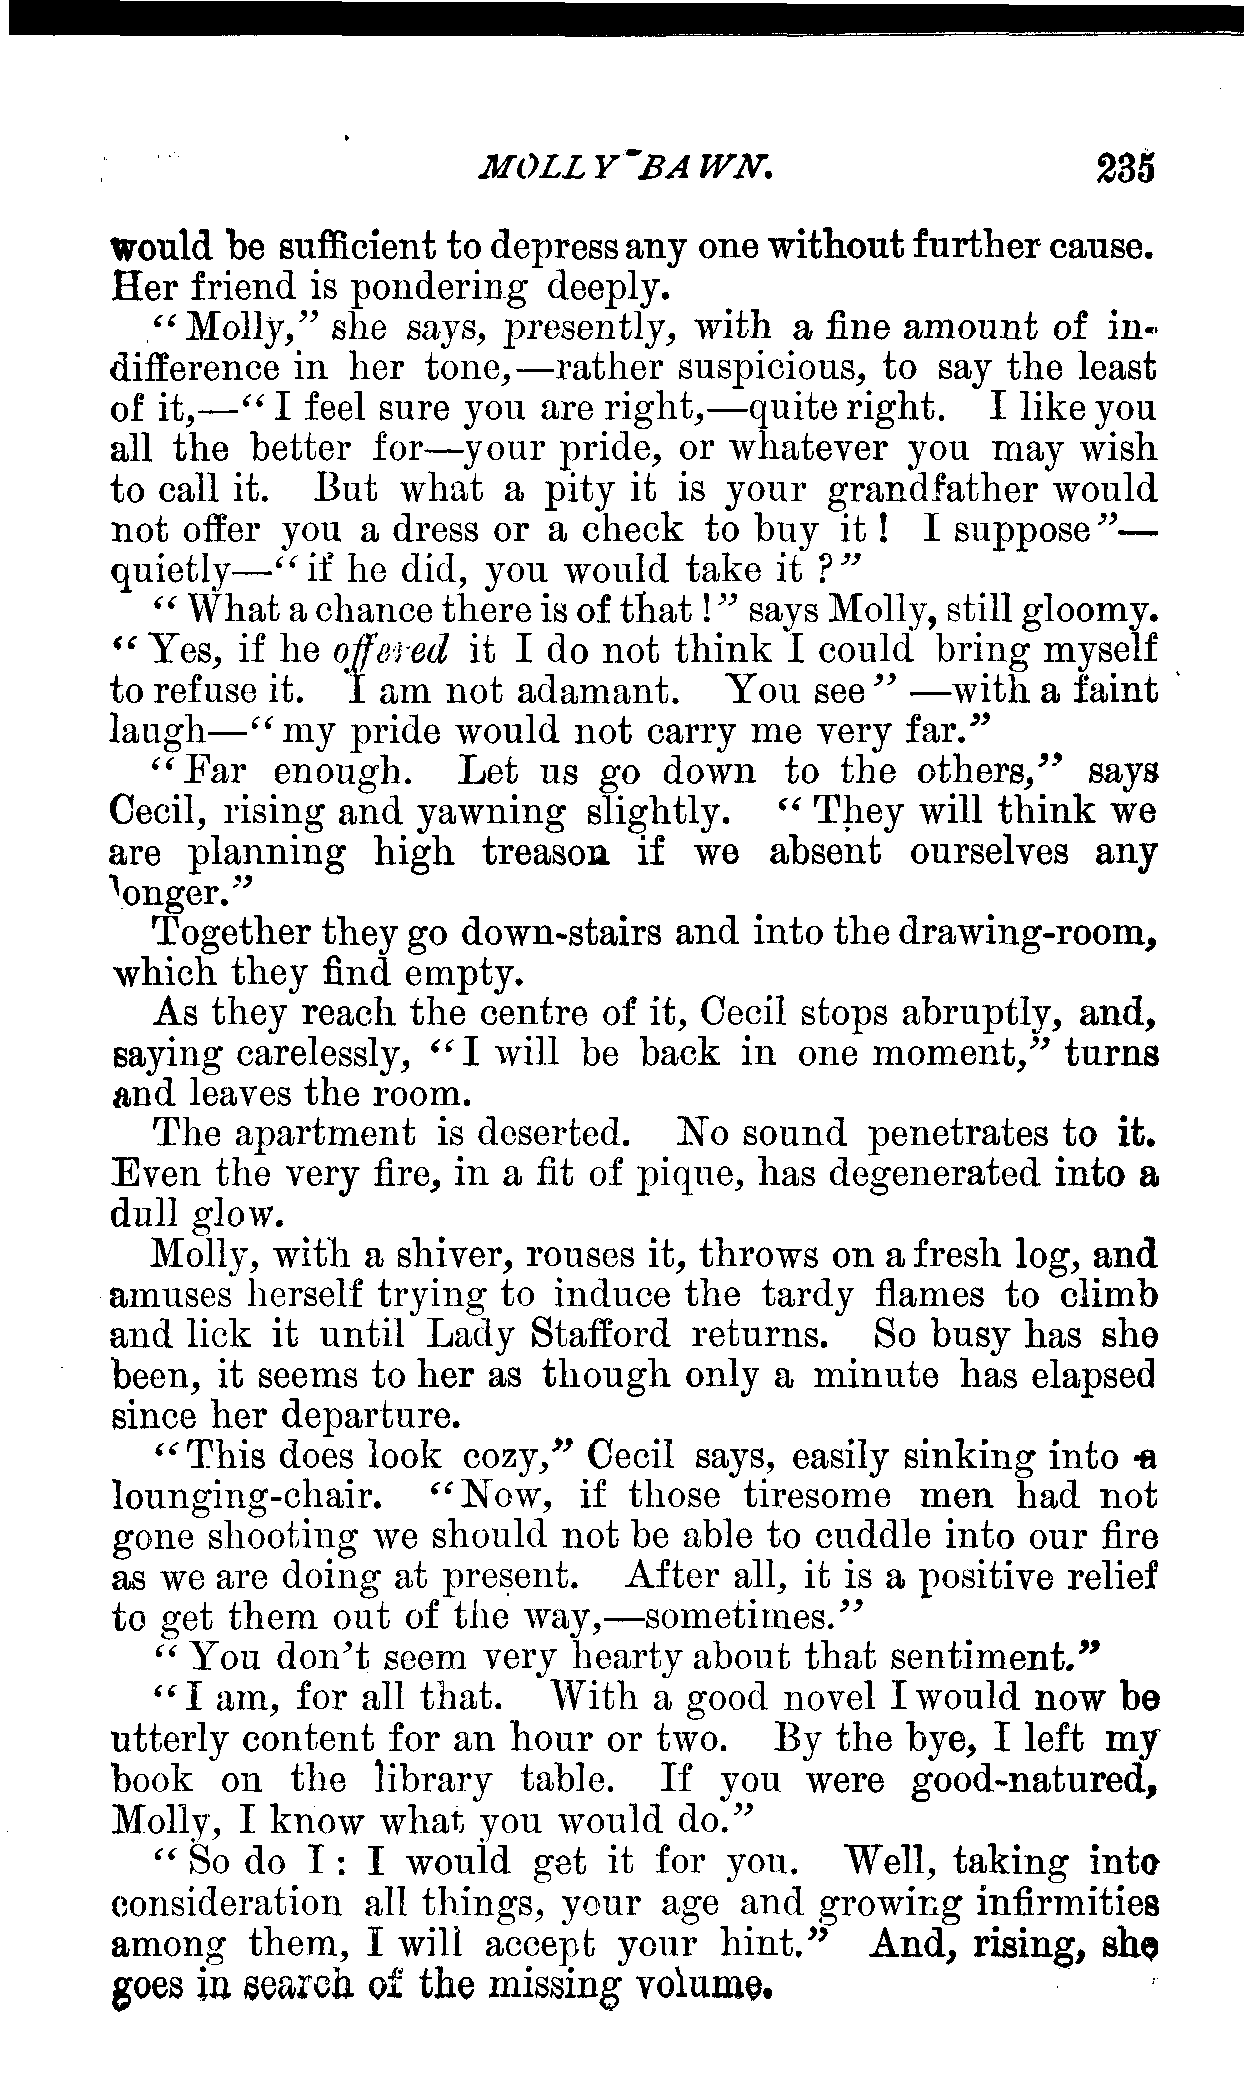 MOLLY BAWN. 235
would be sufficient to depress any one without further cause.
Her friend is pondering deeply.
“Molly,” she says, presently, with a fine amount of in-
difference in her tone,—rather suspicious, to say the least
of it,—“I feel sure you are right,—quite right. I like you
all the better for—your pride, or whatever you may wish
to call it. But what a pity it is your grandfather would
not offer you a dress or a check to buy it! I suppose”—
quietly—“if he did, you would take it?”
“What a chance there is of that!” says Molly, still gloomy.
“Yes, if he offered it I do not think I could bring myself
to refuse it. I am not adamant. You see” —with a faint
laugh—“my pride would not carry me very far.”
“Far enough. Let us go down to the others,” says
Cecil, rising and yawning slightly. “They will think we
are planning high treason if we absent ourselves any
longer.”
Together they go down-stairs and into the drawing-room,
which they find empty.
As they reach the centre of it, Cecil stops abruptly, and,
saying carelessly, “I will be back in one moment,” turns
and leaves the room.
The apartment is deserted. No sound penetrates to it.
Even the very fire, in a fit of pique, has degenerated into a
dull glow.
Molly, with a shiver, rouses it, throws on a fresh log, and
amuses herself trying to induce the tardy flames to climb
and lick it until Lady Stafford returns. So busy has she
been, it seems to her as though only a minute has elapsed
since her departure.
“This does look cozy,” Cecil says, easily sinking into a
lounging-chair. “Now, if those tiresome men had not
gone shooting we should not be able to cuddle into our fire
as we are doing at present. After all, it is a positive relief
to get them out of the way,—sometimes.”
“You don’t seem very hearty about that sentiment.”
“I am, for all that. With a good novel I would now be
utterly content for an hour or two. By the bye, I left my
book on the library table. If you were good-natured,
Molly, I know what you would do.”
“So do I: I would get it for you. Well, taking into
consideration all things, your age and growing infirmities
among them, I will accept your hint.” And, rising, she
goes in search of the missing volume.